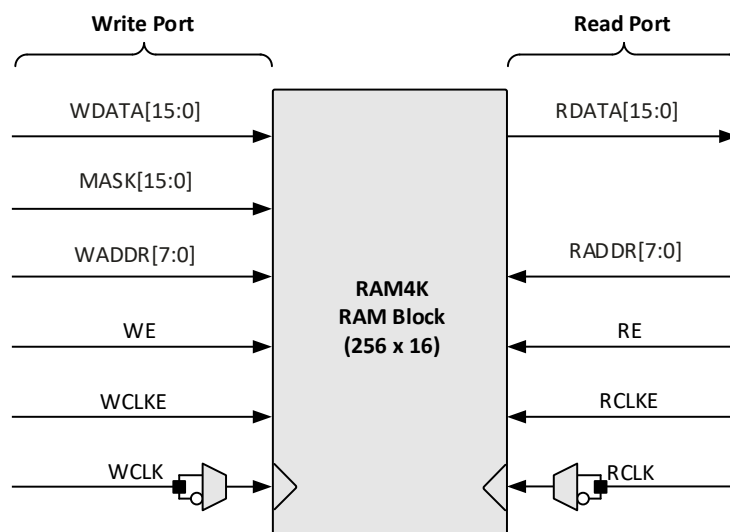 Write Port
Read Port
WDATA[15:0]
RDATA[15:0]
MASK[15:0]
WADDR[7:0]
RADDR[7:0]
RAM4K
RAM Block
(256 x 16)
WE
RE
WCLKE
RCLKE
WCLK
RCLK